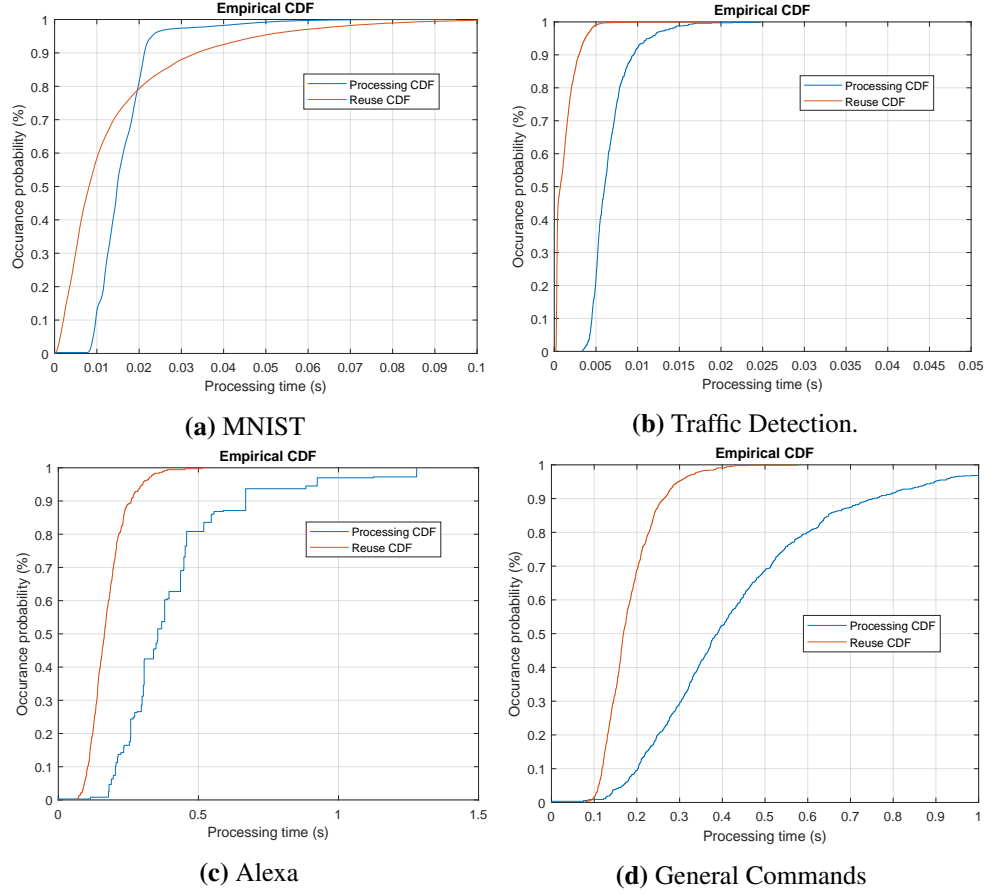 Empirical CDF
Occurance probability (%)
1
0.9
0.8
0.7
0.6
0.5
0.4
0.3
0.2
0.1
0
Processing CDF
Reuse CDF
0 0.01 0.02 0.03 0.04 0.05 0.06 0.07 0.08 0.09 0.1
Processing time (s)
(a) MNIST
Empirical CDF
Occurance probability (%)
1
0.9
0.8
0.7
0.6
0.5
0.4
0.3
0.2
0.1
0
Processing CDF
Reuse CDF
0 0.005 0.01 0.015 0.02 0.025 0.03 0.035 0.04 0.045 0.05
Processing time (s)
(b) Traffic Detection.
Empirical CDF
Occurance probability (%)
1
0.9
0.8
0.7
0.6
0.5
0.4
0.3
0.2
0.1
0
Processing CDF
Reuse CDF
0 0.5 1 1.5
Processing time (s)
(c) Alexa
Empirical CDF
Occurance probability (%)
1
0.9
0.8
0.7
0.6
0.5
0.4
0.3
0.2
0.1
0
Processing CDF
Reuse CDF
0 0.1 0.2 0.3 0.4 0.5 0.6 0.7 0.8 0.9 1
Processing time (s)
(d) General Commands